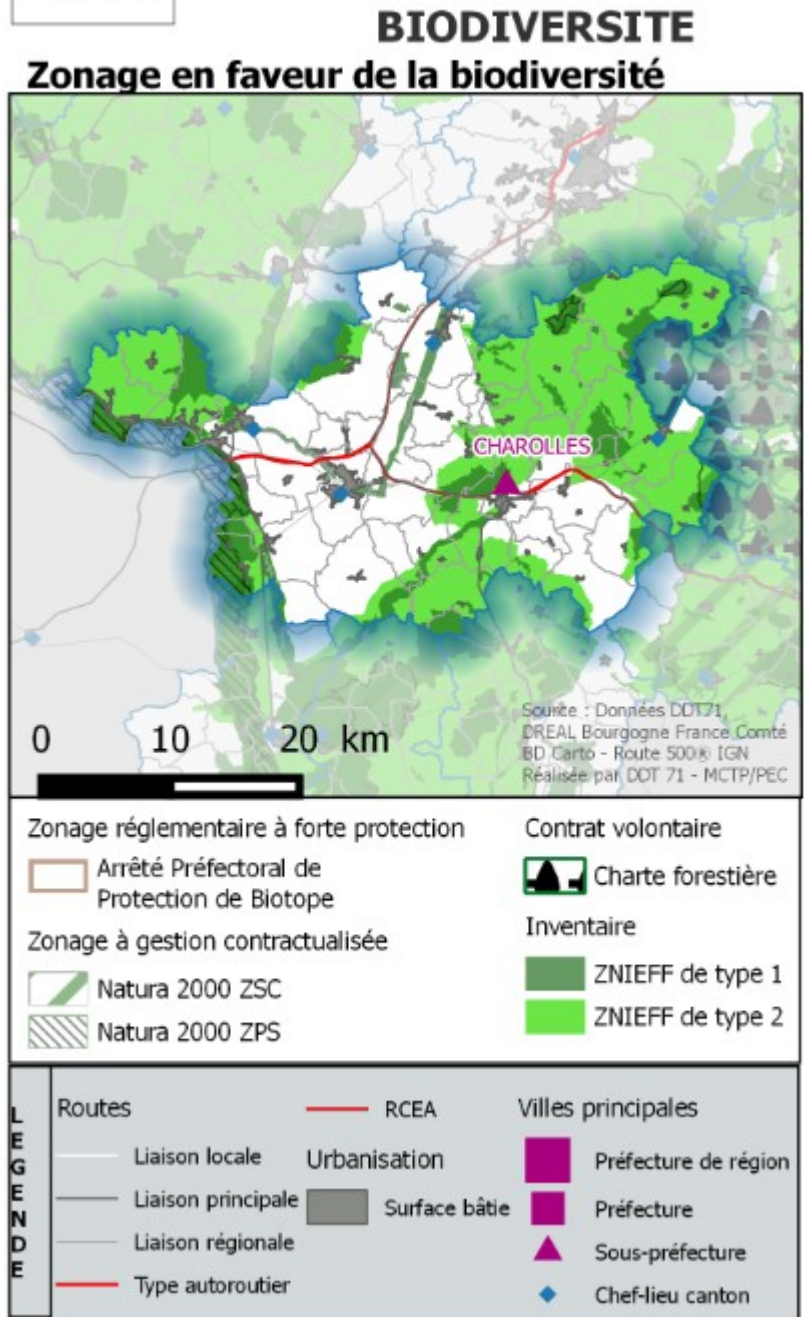 BIODIVERSITE
Zonage en faveur de la biodiversité
CHAROLLES
Source : Données DDT71,
DREAL Bourgogne France Comté
BD Carto - Route 500® IGN
Réalisée par DDT 71 - MCTP/PEC
0 10 20 km
Zonage réglementaire à forte protection
Arrêté Préfectoral de
Protection de Biotope
Zonage à gestion contractualisée
Natura 2000 ZSC
Natura 2000 ZPS
Contrat volontaire
Charte forestière
Inventaire
ZNIEFF de type 1
ZNIEFF de type 2
LEGENDE
Routes
Liaison locale
Liaison principale
Liaison régionale
Type autoroutier
RCEA
Urbanisation
Surface bâtie
Villes principales
Préfecture de région
Préfecture
Sous-préfecture
Chef-lieu canton